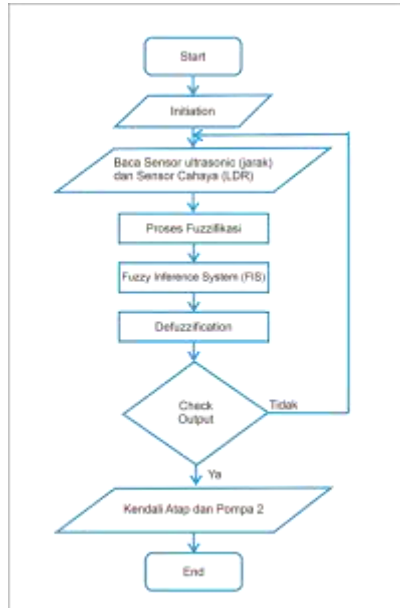 Start
Initiation
Baca Sensor ultrasonic (jarak)
dan Sensor Cahaya (LDR)
Proses Fuzzifikasi
Fuzzy Inference System (FIS)
Defuzzification
Check
Output
Tidak
Ya
Kendali Atap dan Pompa 2
End